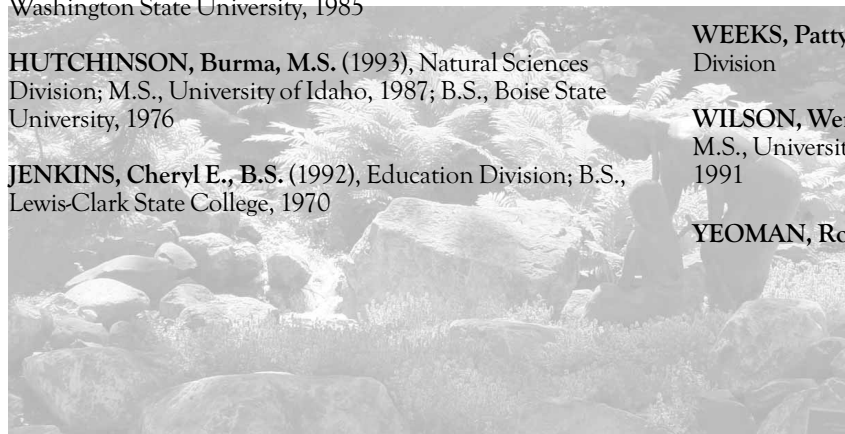 Washington State University, 1985
HUTCHINSON, Burma, M.S. (1993), Natural Sciences
Division; M.S., University of Idaho, 1987; B.S., Boise State
University, 1976
JENKINS, Cheryl E., B.S. (1992), Education Division; B.S.,
Lewis-Clark State College, 1970
WEEKS, Patty
Division
WILSON, We
M.S., Universit
1991
YEOMAN, Ro